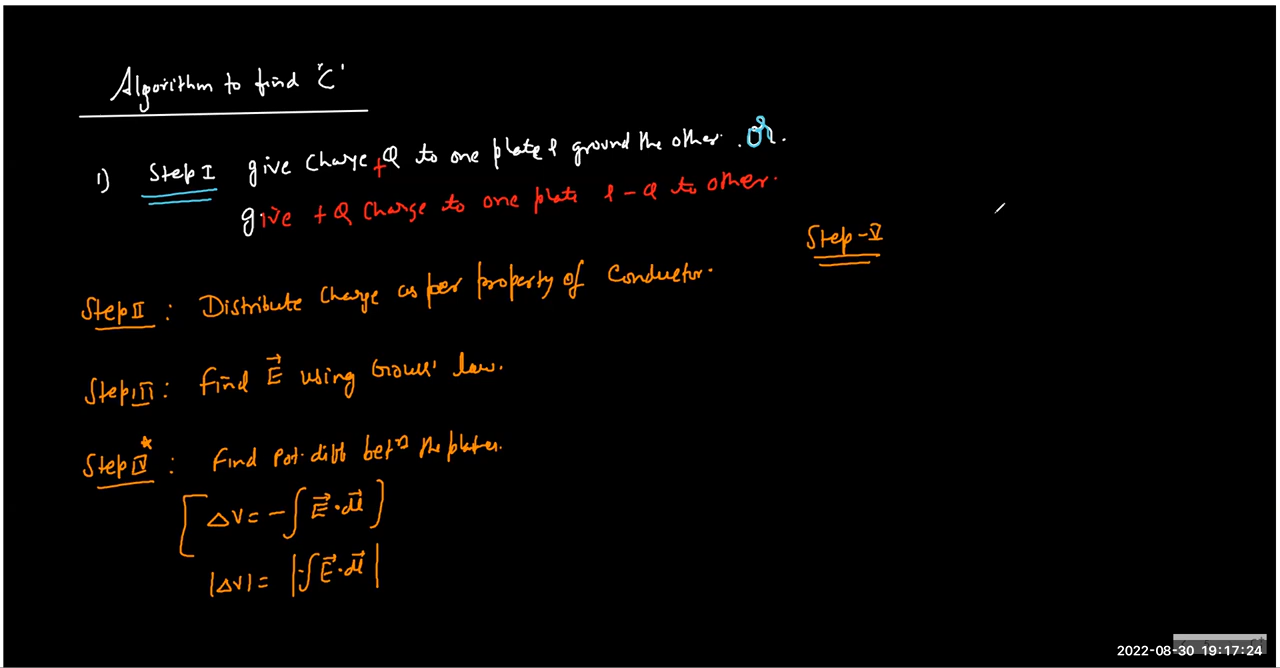 Algorithm to find "C"
1) Step I give Charge +Q to one plate & ground the other. Or.
give +Q Charge to one plate & -Q to other.
Step-V
Step II : Distribute Charge as per property of Conductor.
Step III : Find E⃗ using Gauss' law.
Step IV* : Find Pot. diff betⁿ the plates.
[ΔV = -∫E⃗·dl⃗]
|ΔV| = |-∫E⃗·dl⃗|
2022-08-30 19:17:24